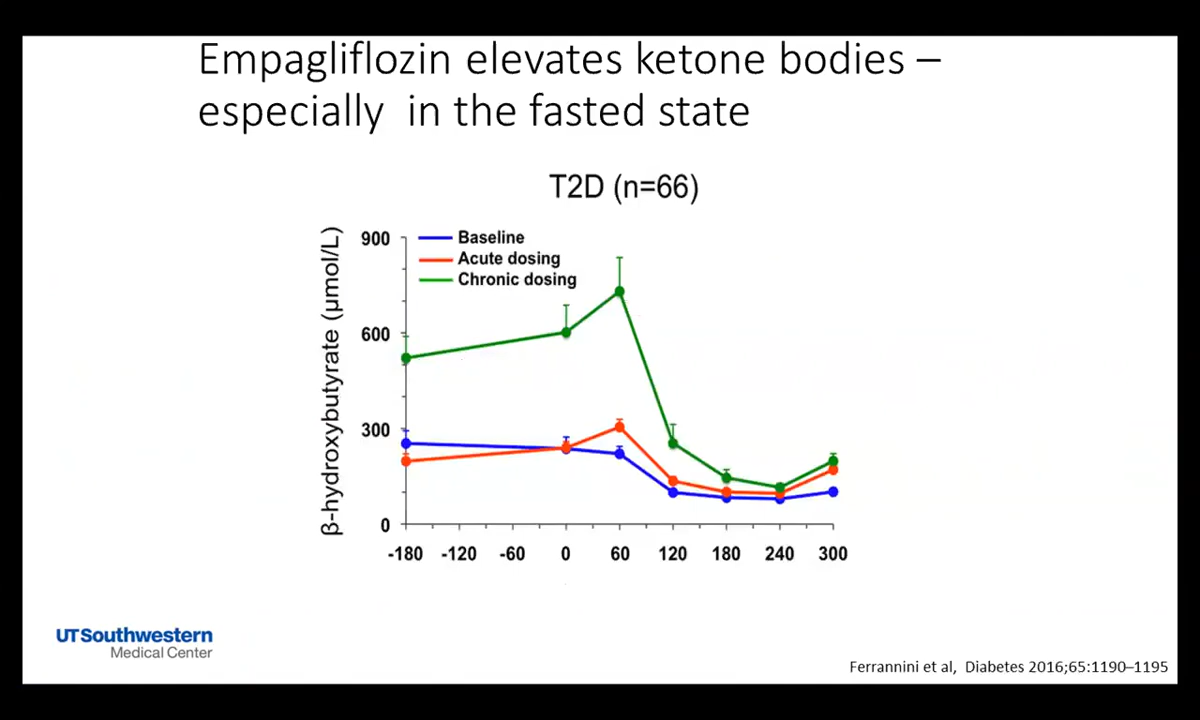 Empagliflozin elevates ketone bodies –
especially in the fasted state
T2D (n=66)
β-hydroxybutyrate (µmol/L)
900
600
300
0
Baseline
Acute dosing
Chronic dosing
-180 -120 -60 0 60 120 180 240 300
UTSouthwestern
Medical Center
Ferrannini et al, Diabetes 2016;65:1190–1195